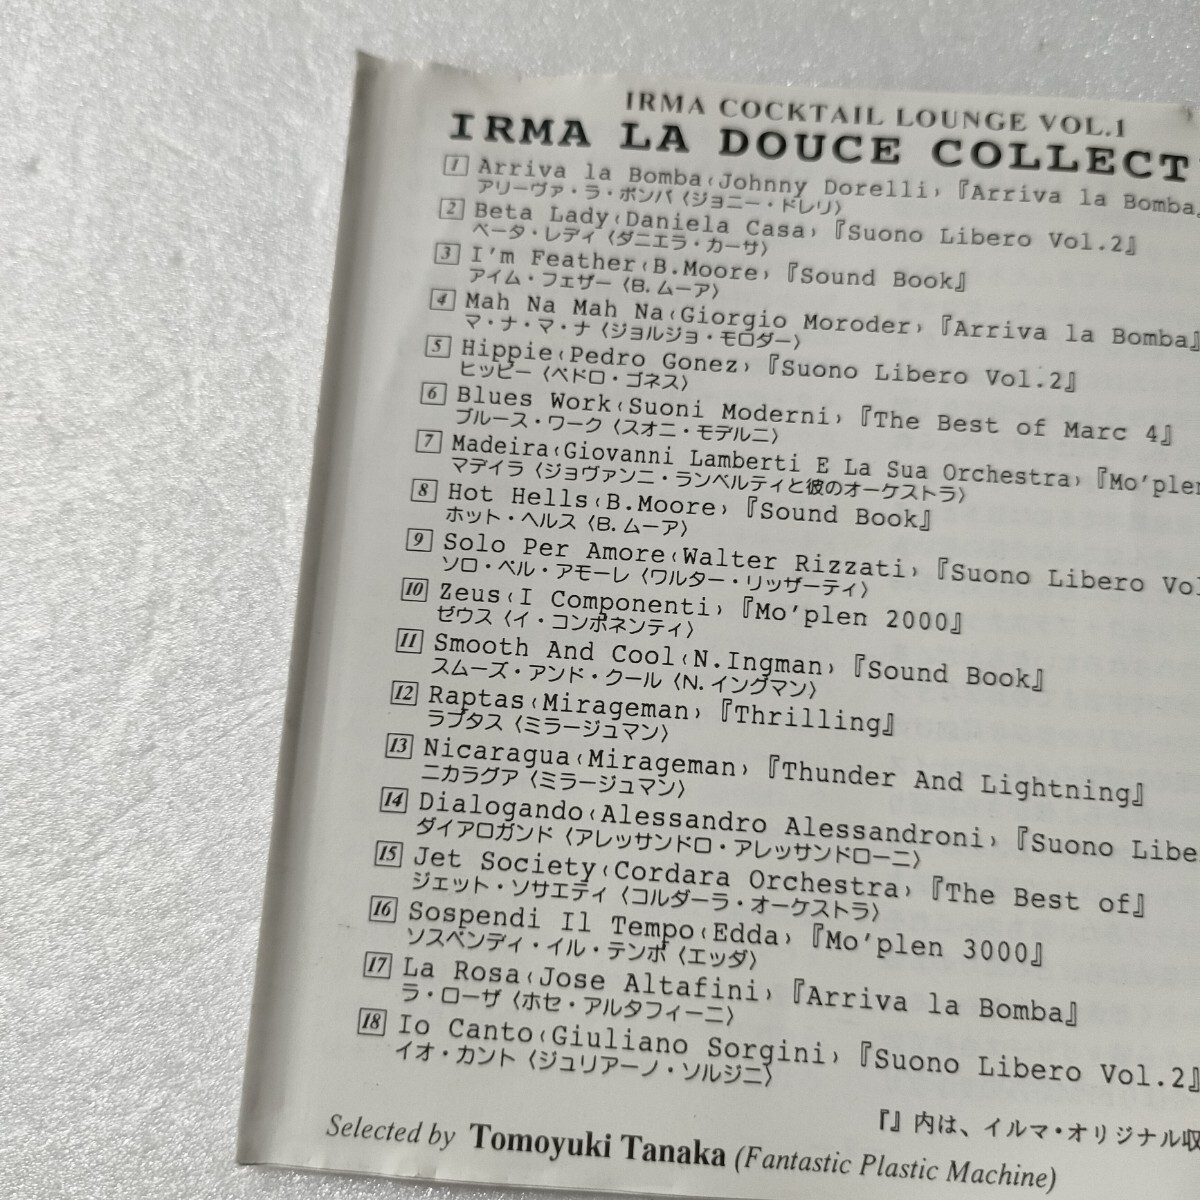 IRMA COCKTAIL LOUNGE VOL.1
IRMA LA DOUCE COLLECT
1 Arriva la Bomba〈Johnny Dorelli〉『Arriva la Bomba
アリーヴァ・ラ・ボンバ〈ジョニー・ドレリ〉
2 Beta Lady〈Daniela Casa〉『Suono Libero Vol.2』
ベータ・レディ〈ダニエラ・カーサ〉
3 I'm Feather〈B.Moore〉『Sound Book』
アイム・フェザー〈B. ムーア〉
4 Mah Na Mah Na〈Giorgio Moroder〉『Arriva la Bomba』
マ・ナ・マ・ナ〈ジョルジョ・モロダー〉
5 Hippie〈Pedro Gonez〉『Suono Libero Vol.2』
ヒッピー〈ペドロ・ゴネス〉
6 Blues Work〈Suoni Moderni〉『The Best of Marc 4』
ブルース・ワーク〈スオニ・モデルニ〉
7 Madeira〈Giovanni Lamberti E La Sua Orchestra〉『Mo'plen
マデイラ〈ジョヴァンニ・ランベルティと彼のオーケストラ〉
8 Hot Hells〈B.Moore〉『Sound Book』
ホット・ヘルス〈B. ムーア〉
9 Solo Per Amore〈Walter Rizzati〉『Suono Libero Vol
ソロ・ペル・アモーレ〈ワルター・リッザーティ〉
10 Zeus〈I Componenti〉『Mo'plen 2000』
ゼウス〈イ・コンポネンティ〉
11 Smooth And Cool〈N.Ingman〉『Sound Book』
スムーズ・アンド・クール〈N. イングマン〉
12 Raptas〈Mirageman〉『Thrilling』
ラプタス〈ミラージュマン〉
13 Nicaragua〈Mirageman〉『Thunder And Lightning』
ニカラグア〈ミラージュマン〉
14 Dialogando〈Alessandro Alessandroni〉『Suono Libe
ダイアロガンド〈アレッサンドロ・アレッサンドローニ〉
15 Jet Society〈Cordara Orchestra〉『The Best of』
ジェット・ソサエティ〈コルダーラ・オーケストラ〉
16 Sospendi Il Tempo〈Edda〉『Mo'plen 3000』
ソスペンディ・イル・テンポ〈エッダ〉
17 La Rosa〈Jose Altafini〉『Arriva la Bomba』
ラ・ローザ〈ホセ・アルタフィーニ〉
18 Io Canto〈Giuliano Sorgini〉『Suono Libero Vol.2』
イオ・カント〈ジュリアーノ・ソルジニ〉
『』内は、イルマ・オリジナル収
Selected by Tomoyuki Tanaka (Fantastic Plastic Machine)